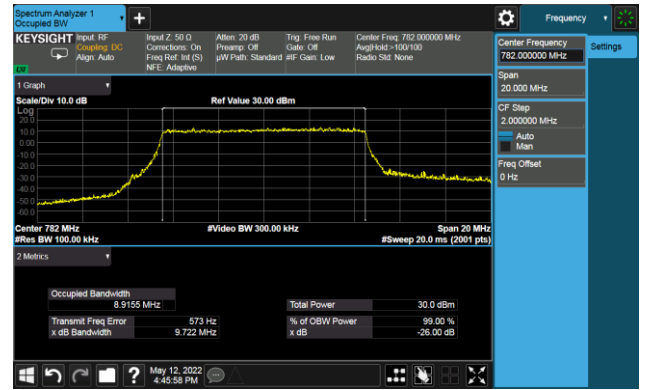 Spectrum Analyzer 1
Occupied BW
Frequency
KEYSIGHT
Input: RF
Coupling: DC
Align: Auto
Input Z: 50 Ω
Corrections: On
Freq Ref: Int (S)
NFE: Adaptive
Atten: 20 dB
Preamp: Off
µW Path: Standard
Trig: Free Run
Gate: Off
#IF Gain: Low
Center Freq: 782.000000 MHz
Avg|Hold:>100/100
Radio Std: None
Center Frequency
782.000000 MHz
Settings
Span
20.000 MHz
CF Step
2.000000 MHz
Auto
Man
Freq Offset
0 Hz
1 Graph
Scale/Div 10.0 dB
Ref Value 30.00 dBm
Log
20.0
10.0
0.00
-10.0
-20.0
-30.0
-40.0
-50.0
-60.0
Center 782 MHz
#Video BW 300.00 kHz
Span 20 MHz
#Res BW 100.00 kHz
#Sweep 20.0 ms (2001 pts)
2 Metrics
Occupied Bandwidth
8.9155 MHz
Total Power
30.0 dBm
Transmit Freq Error
573 Hz
% of OBW Power
99.00 %
x dB Bandwidth
9.722 MHz
x dB
-26.00 dB
?
May 12, 2022
4:45:58 PM